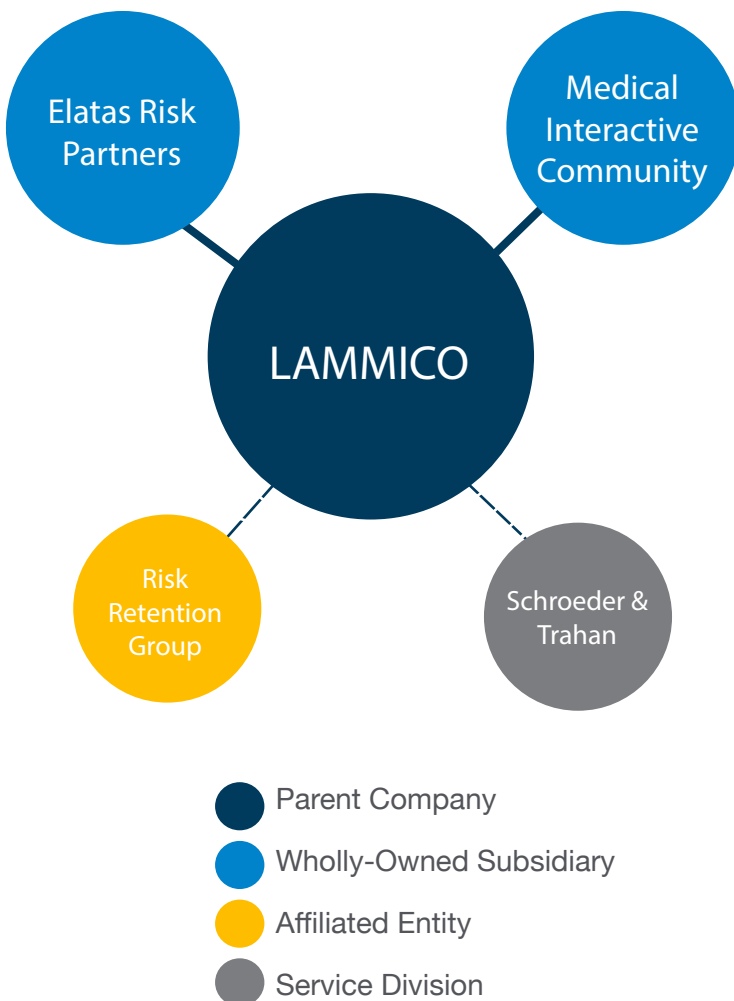 Elatas Risk
Partners
Medical
Interactive
Community
LAMMICO
Risk
Retention
Group
Schroeder &
Trahan
Parent Company
Wholly-Owned Subsidiary
Affiliated Entity
Service Division